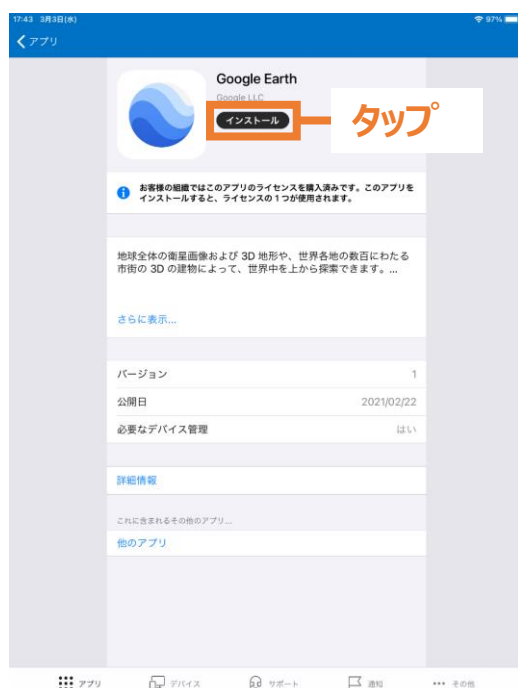 17:43 3月3日(水)
97%
アプリ
Google Earth
Google LLC
インストール
タップ
お客様の組織ではこのアプリのライセンスを購入済みです。このアプリを
インストールすると、ライセンスの1つが使用されます。
地球全体の衛星画像および 3D 地形や、世界各地の数百にわたる
市街の 3D の建物によって、世界中を上から探索できます。...
さらに表示...
バージョン 1
公開日 2021/02/22
必要なデバイス管理 はい
詳細情報
これに含まれるその他のアプリ...
他のアプリ
アプリ デバイス サポート 通知 その他